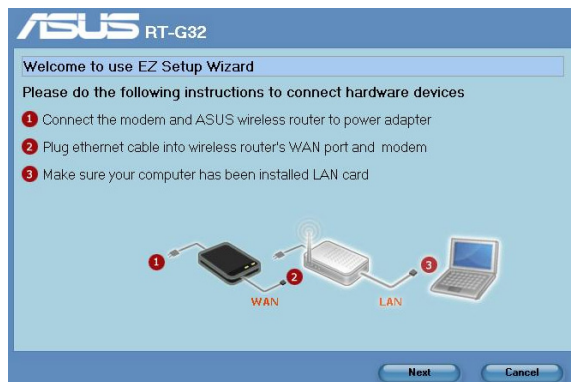 ASUS RT-G32
Welcome to use EZ Setup Wizard
Please do the following instructions to connect hardware devices
1 Connect the modem and ASUS wireless router to power adapter
2 Plug ethernet cable into wireless router's WAN port and modem
3 Make sure your computer has been installed LAN card
1
2
3
WAN
LAN
Next
Cancel